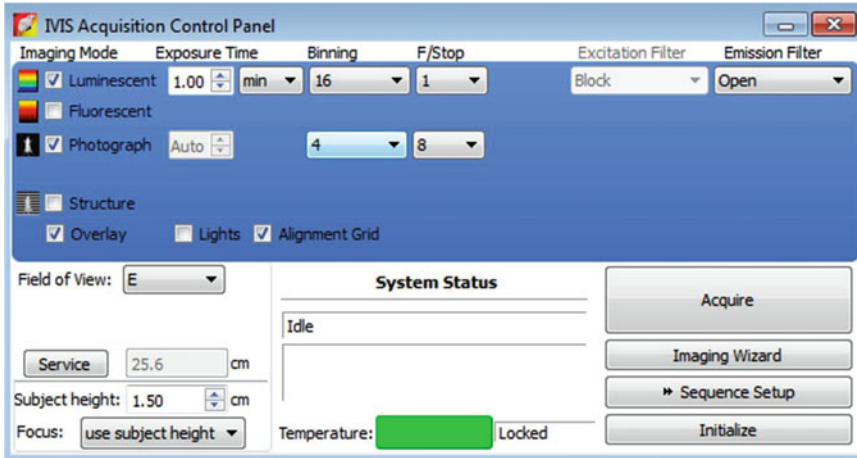 IVIS Acquisition Control Panel
Imaging Mode Exposure Time Binning F/Stop Excitation Filter Emission Filter
Luminescent 1.00 min 16 1 Block Open
Fluorescent
Photograph Auto 4 8
Structure
Overlay Lights Alignment Grid
Field of View: E
System Status
Acquire
Idle
Service 25.6 cm
Imaging Wizard
Subject height: 1.50 cm
Sequence Setup
Focus: use subject height
Temperature: Locked
Initialize